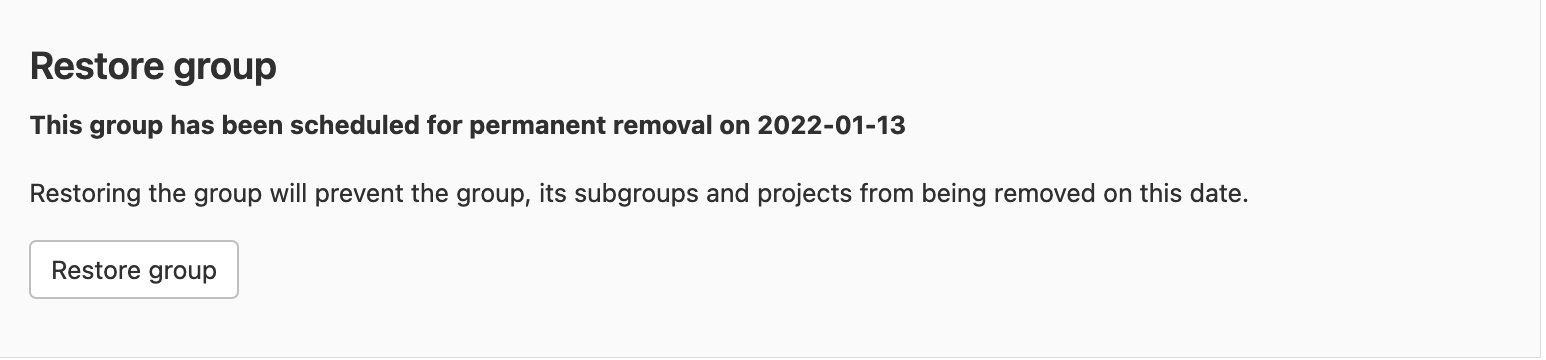 Restore group
This group has been scheduled for permanent removal on 2022-01-13
Restoring the group will prevent the group, its subgroups and projects from being removed on this date.
Restore group